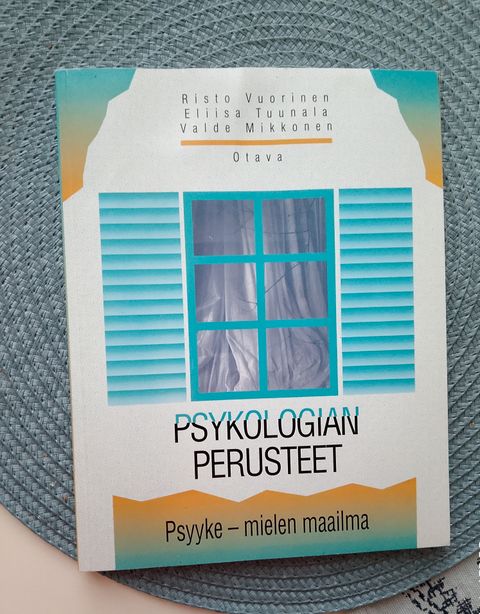 Risto Vuorinen
Eliisa Tuunala
Valde Mikkonen
Otava
PSYKOLOGIAN
PERUSTEET
Psyyke – mielen maailma